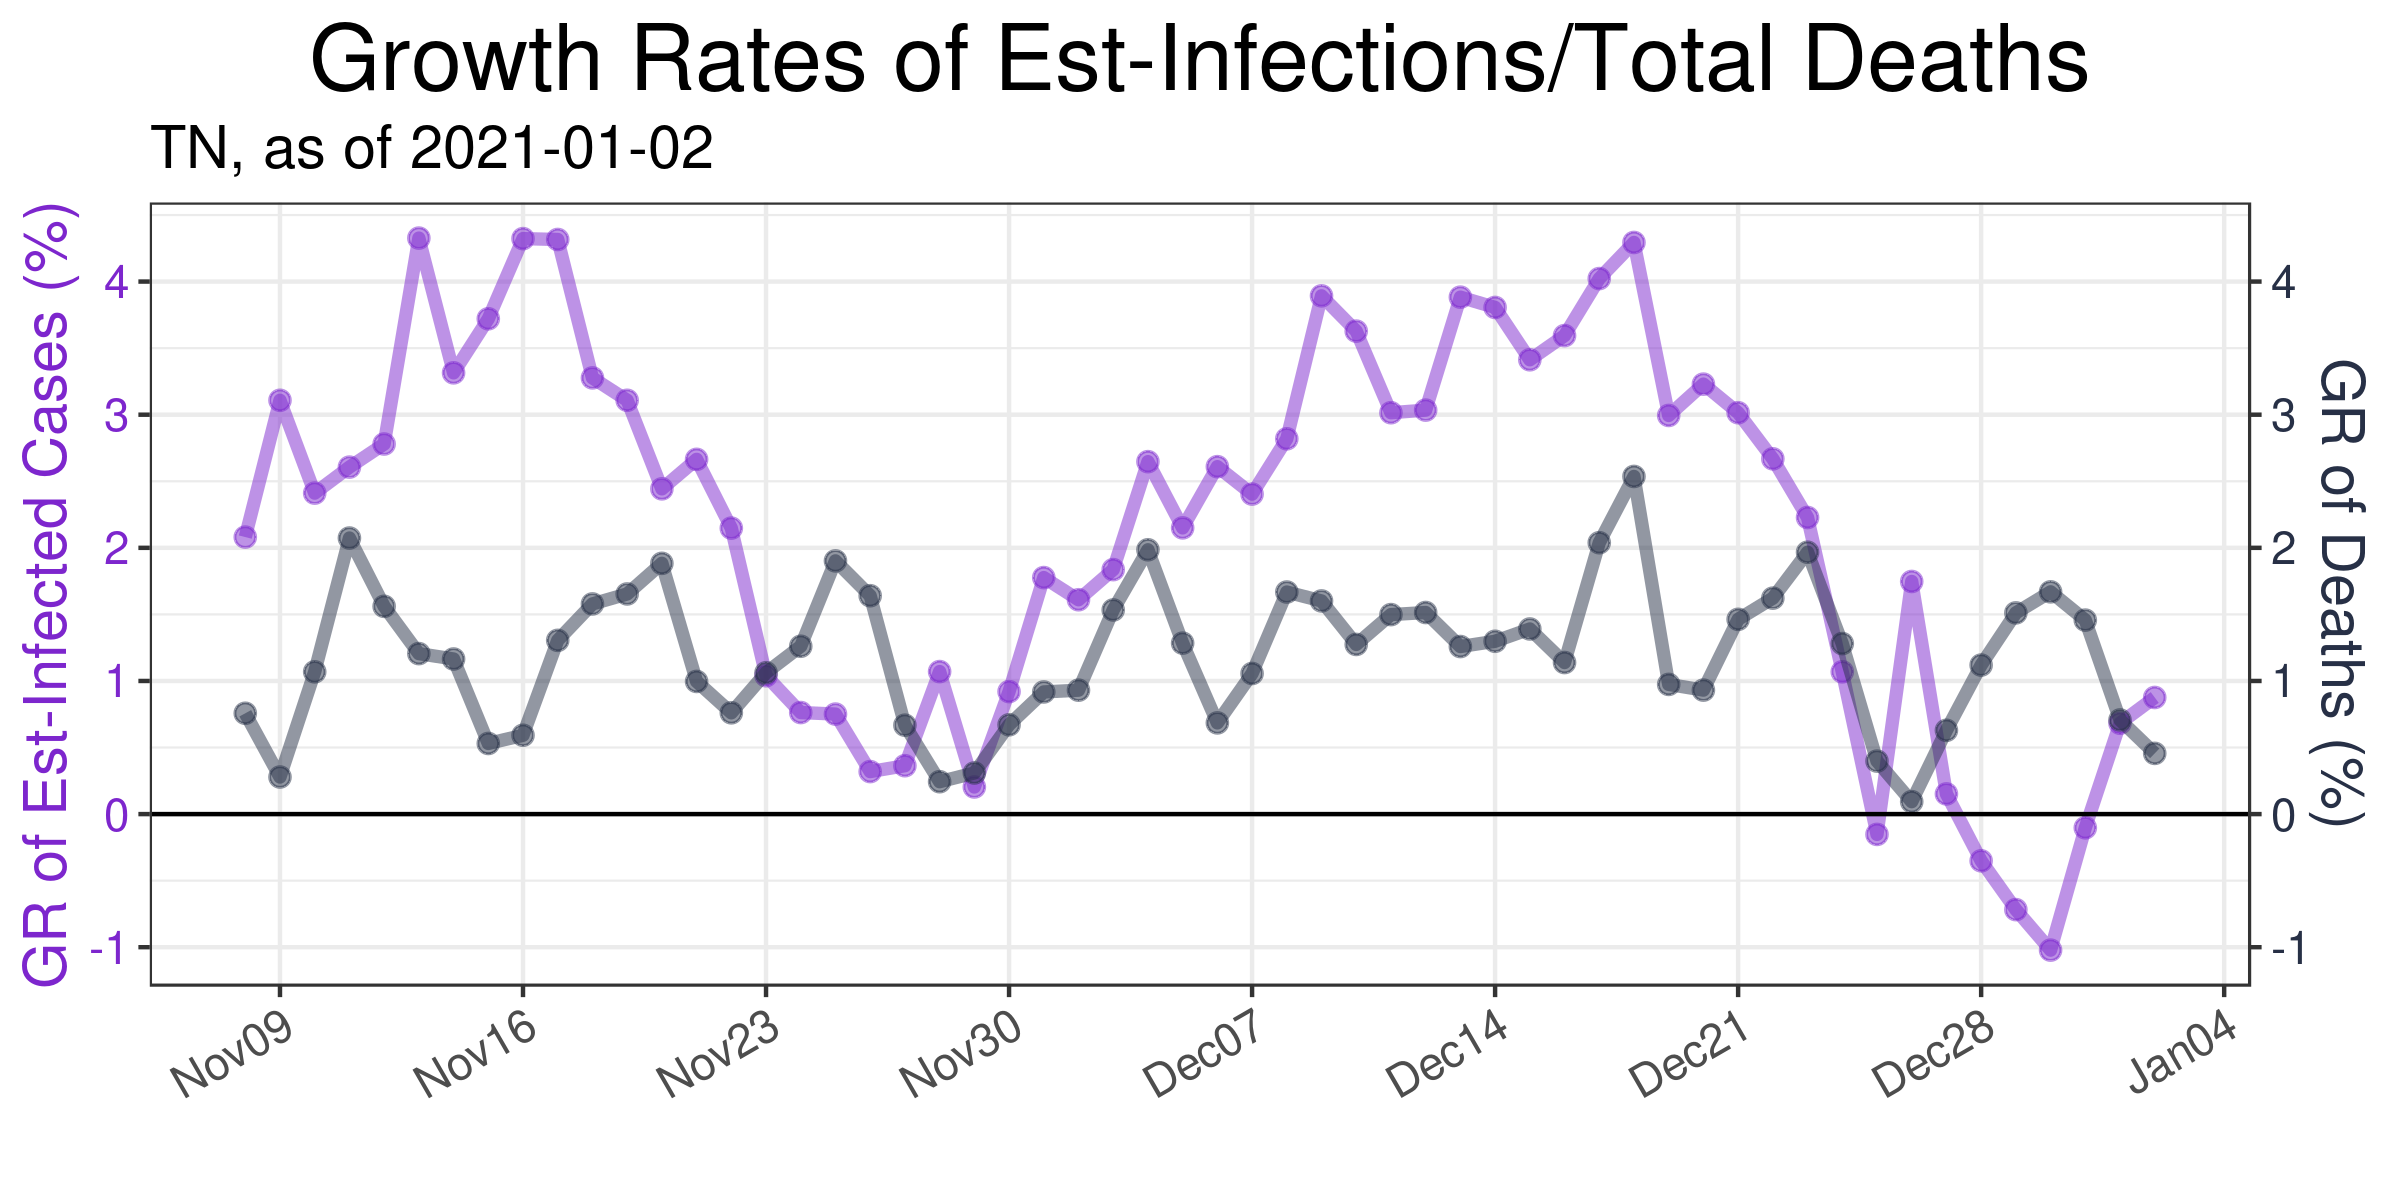 Growth Rates of Est-Infections/Total Deaths
TN, as of 2021-01-02
GR of Est-Infected Cases (%)
4
3
2
1
0
-1
4
3
2
1
0
-1
GR of Deaths (%)
Nov09
Nov16
Nov23
Nov30
Dec07
Dec14
Dec21
Dec28
Jan04